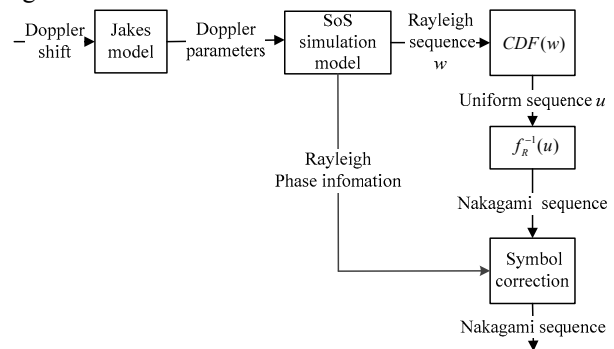 Doppler
shift
Jakes
model
Doppler
parameters
SoS
simulation
model
Rayleigh
sequence
w
CDF(w)
Uniform sequence u
f_R^{-1}(u)
Rayleigh
Phase infomation
Nakagami sequence
Symbol
correction
Nakagami sequence